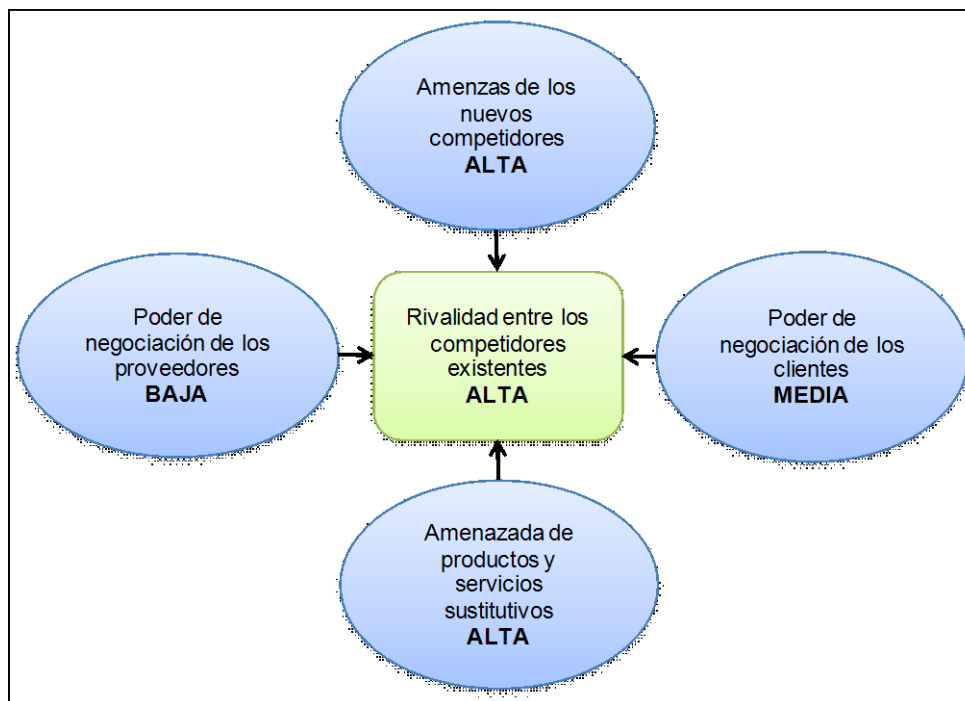 Amenzas de los
nuevos
competidores
ALTA
Poder de
negociación de los
proveedores
BAJA
Rivalidad entre los
competidores
existentes
ALTA
Poder de
negociación de los
clientes
MEDIA
Amenazada de
productos y
servicios
sustitutivos
ALTA